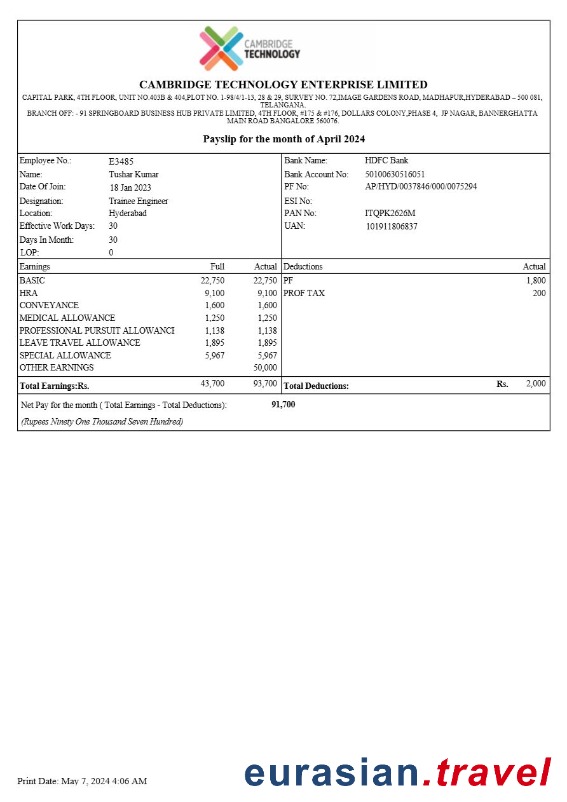 CAMBRIDGE
TECHNOLOGY
CAMBRIDGE TECHNOLOGY ENTERPRISE LIMITED
CAPITAL PARK, 4TH FLOOR, UNIT NO.403B & 404,PLOT NO. 1-98/4/1-13, 28 & 29, SURVEY NO. 72,IMAGE GARDENS ROAD, MADHAPUR,HYDERABAD – 500 081,
TELANGANA.
BRANCH OFF: - 91 SPRINGBOARD BUSINESS HUB PRIVATE LIMITED, 4TH FLOOR, #175 & #176, DOLLARS COLONY,PHASE 4, JP NAGAR, BANNERGHATTA
MAIN ROAD BANGALORE 560076.
Payslip for the month of April 2024
Employee No.: E3485 Bank Name: HDFC Bank
Name: Tushar Kumar Bank Account No: 50100630516051
Date Of Join: 18 Jan 2023 PF No: AP/HYD/0037846/000/0075294
Designation: Trainee Engineer ESI No:
Location: Hyderabad PAN No: ITQPK2626M
Effective Work Days: 30 UAN: 101911806837
Days In Month: 30
LOP: 0
Earnings Full Actual Deductions Actual
BASIC 22,750 22,750 PF 1,800
HRA 9,100 9,100 PROF TAX 200
CONVEYANCE 1,600 1,600
MEDICAL ALLOWANCE 1,250 1,250
PROFESSIONAL PURSUIT ALLOWANCI 1,138 1,138
LEAVE TRAVEL ALLOWANCE 1,895 1,895
SPECIAL ALLOWANCE 5,967 5,967
OTHER EARNINGS 50,000
Total Earnings:Rs. 43,700 93,700 Total Deductions: Rs. 2,000
Net Pay for the month ( Total Earnings - Total Deductions): 91,700
(Rupees Ninety One Thousand Seven Hundred)
Print Date: May 7, 2024 4:06 AM
eurasian.travel